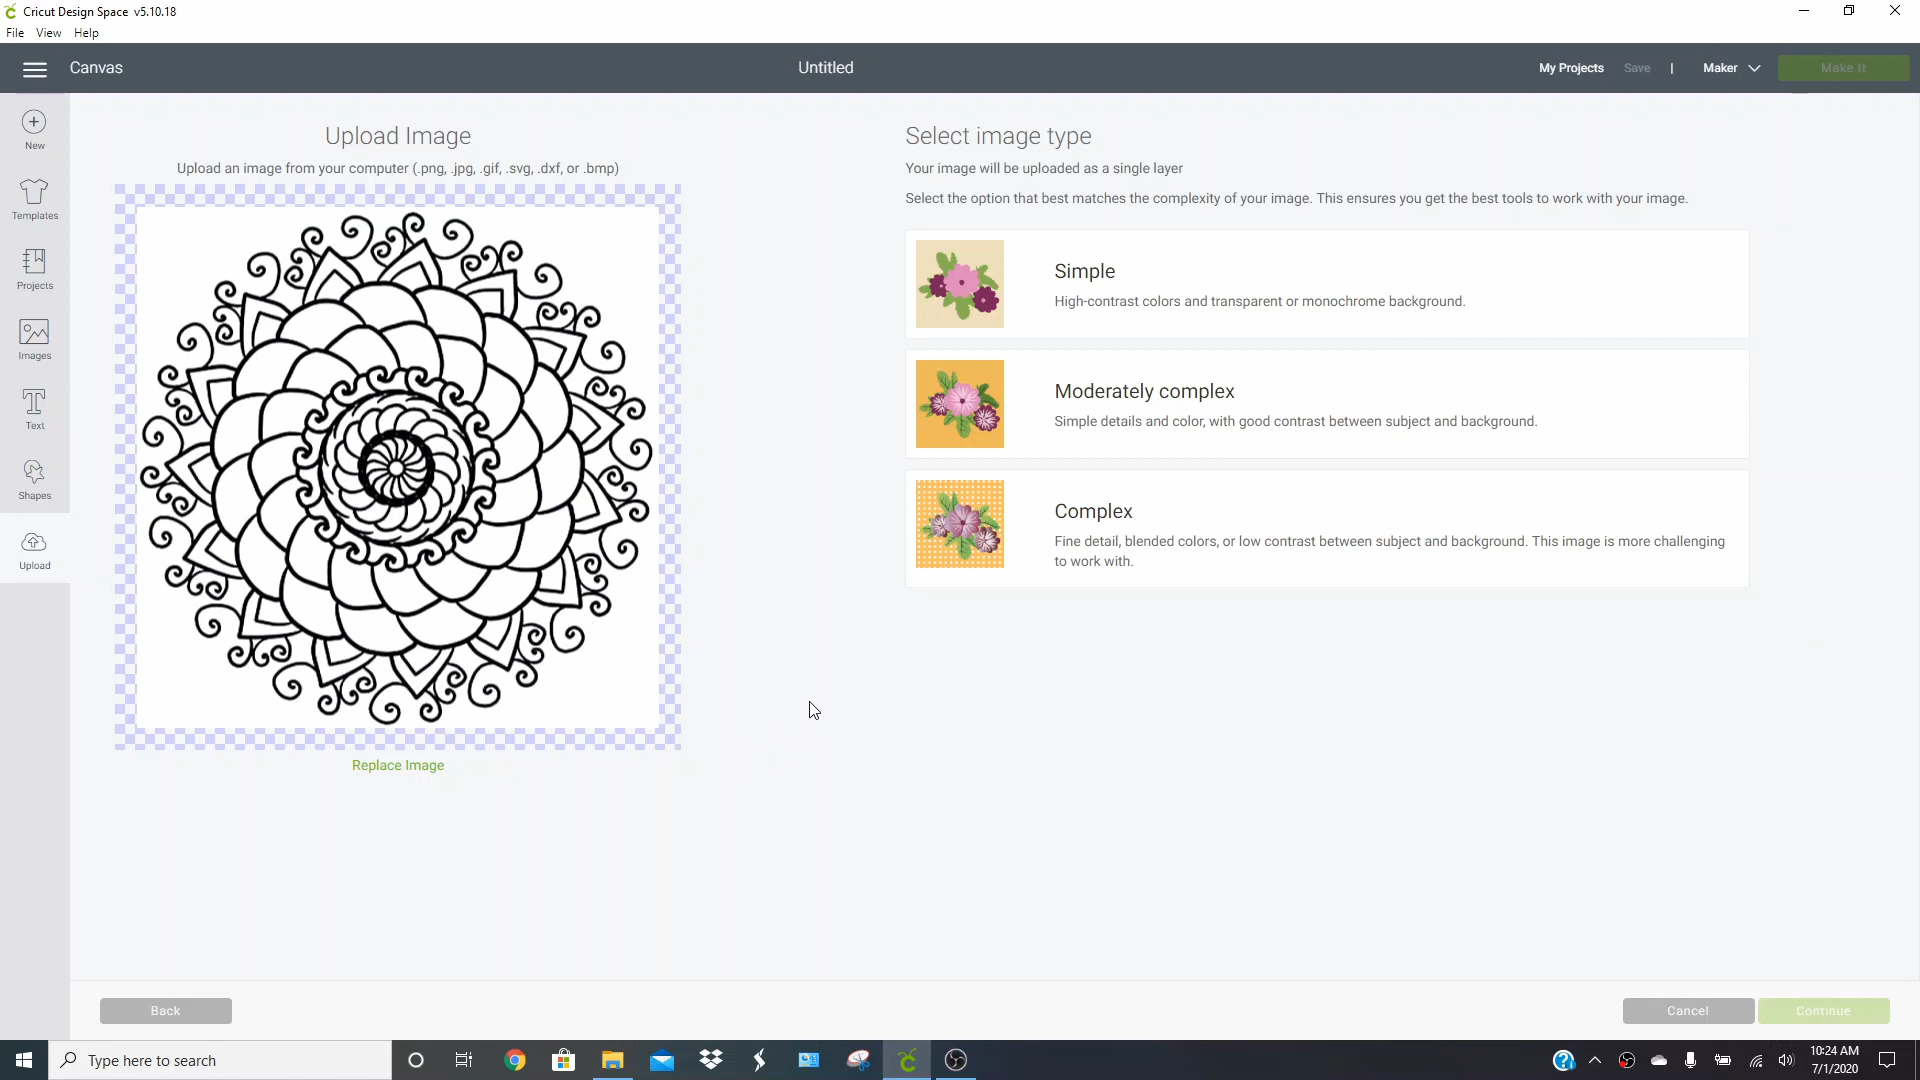 Cricut Design Space v5.10.18
File View Help
Canvas
Untitled
My Projects Save | Maker Make It
New
Templates
Projects
Images
Text
Shapes
Upload
Upload Image
Upload an image from your computer (.png, .jpg, .gif, .svg, .dxf, or .bmp)
Replace Image
Select image type
Your image will be uploaded as a single layer
Select the option that best matches the complexity of your image. This ensures you get the best tools to work with your image.
Simple
High-contrast colors and transparent or monochrome background.
Moderately complex
Simple details and color, with good contrast between subject and background.
Complex
Fine detail, blended colors, or low contrast between subject and background. This image is more challenging
to work with.
Back
Cancel Continue
Type here to search
10:24 AM
7/1/2020